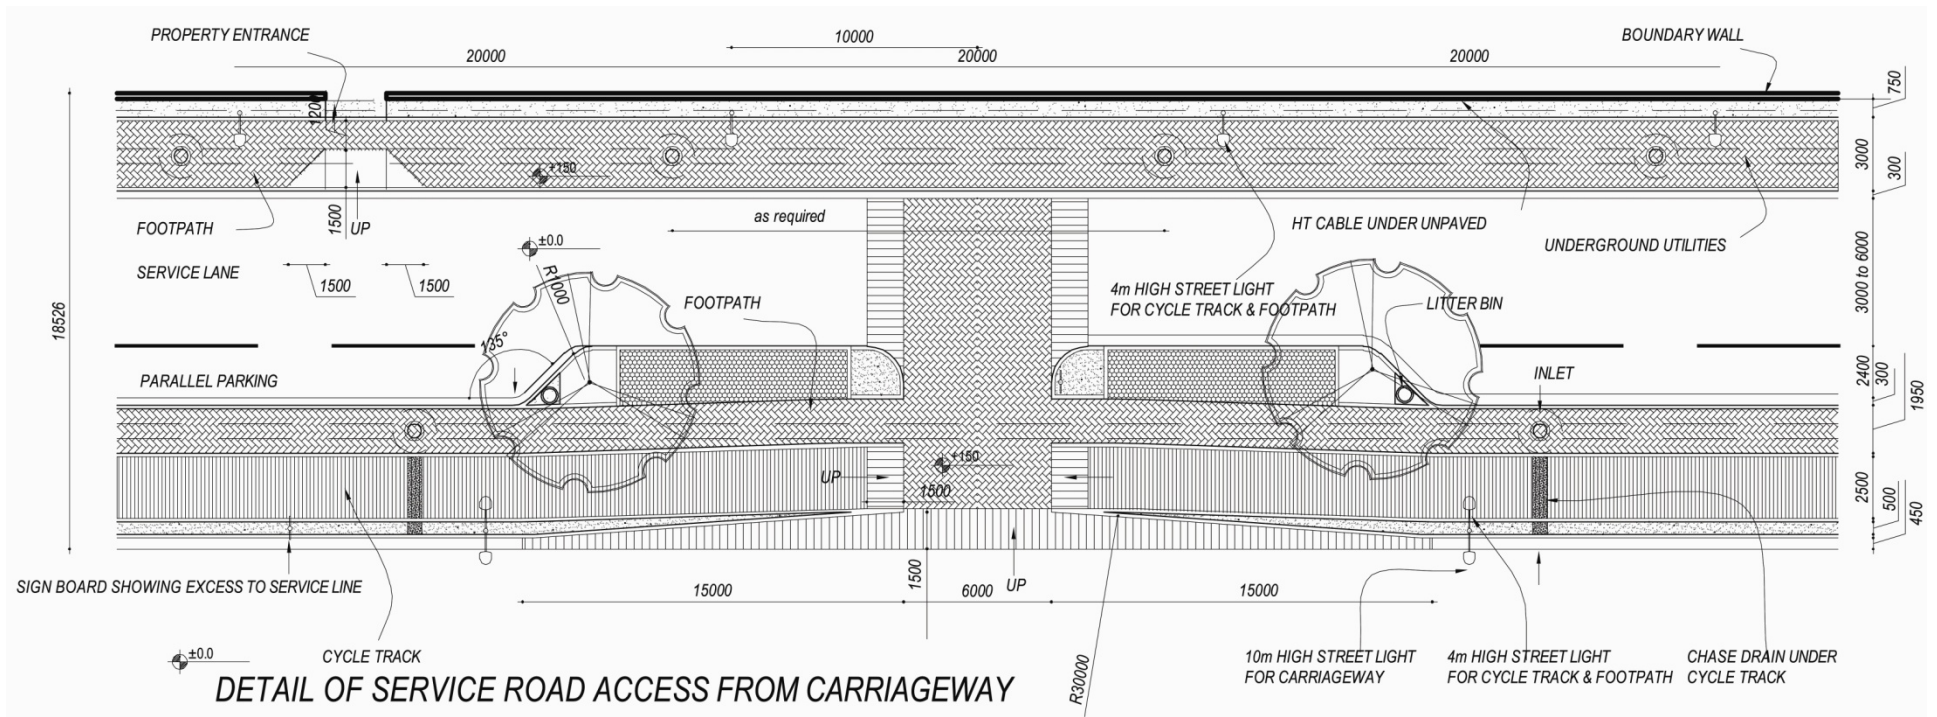 PROPERTY ENTRANCE
10000
BOUNDARY WALL
20000
20000
20000
750
1200
3000
300
+150
FOOTPATH
1500
UP
as required
HT CABLE UNDER UNPAVED
UNDERGROUND UTILITIES
±0.0
SERVICE LANE
1500
1500
R1000
FOOTPATH
4m HIGH STREET LIGHT
FOR CYCLE TRACK & FOOTPATH
LITTER BIN
3000 to 6000
18526
135°
PARALLEL PARKING
INLET
2400
300
1950
+150
UP
1500
2500
500
450
SIGN BOARD SHOWING EXCESS TO SERVICE LINE
15000
6000
15000
1500
UP
CYCLE TRACK
±0.0
R30000
10m HIGH STREET LIGHT
FOR CARRIAGEWAY
4m HIGH STREET LIGHT
FOR CYCLE TRACK & FOOTPATH
CHASE DRAIN UNDER
CYCLE TRACK
DETAIL OF SERVICE ROAD ACCESS FROM CARRIAGEWAY